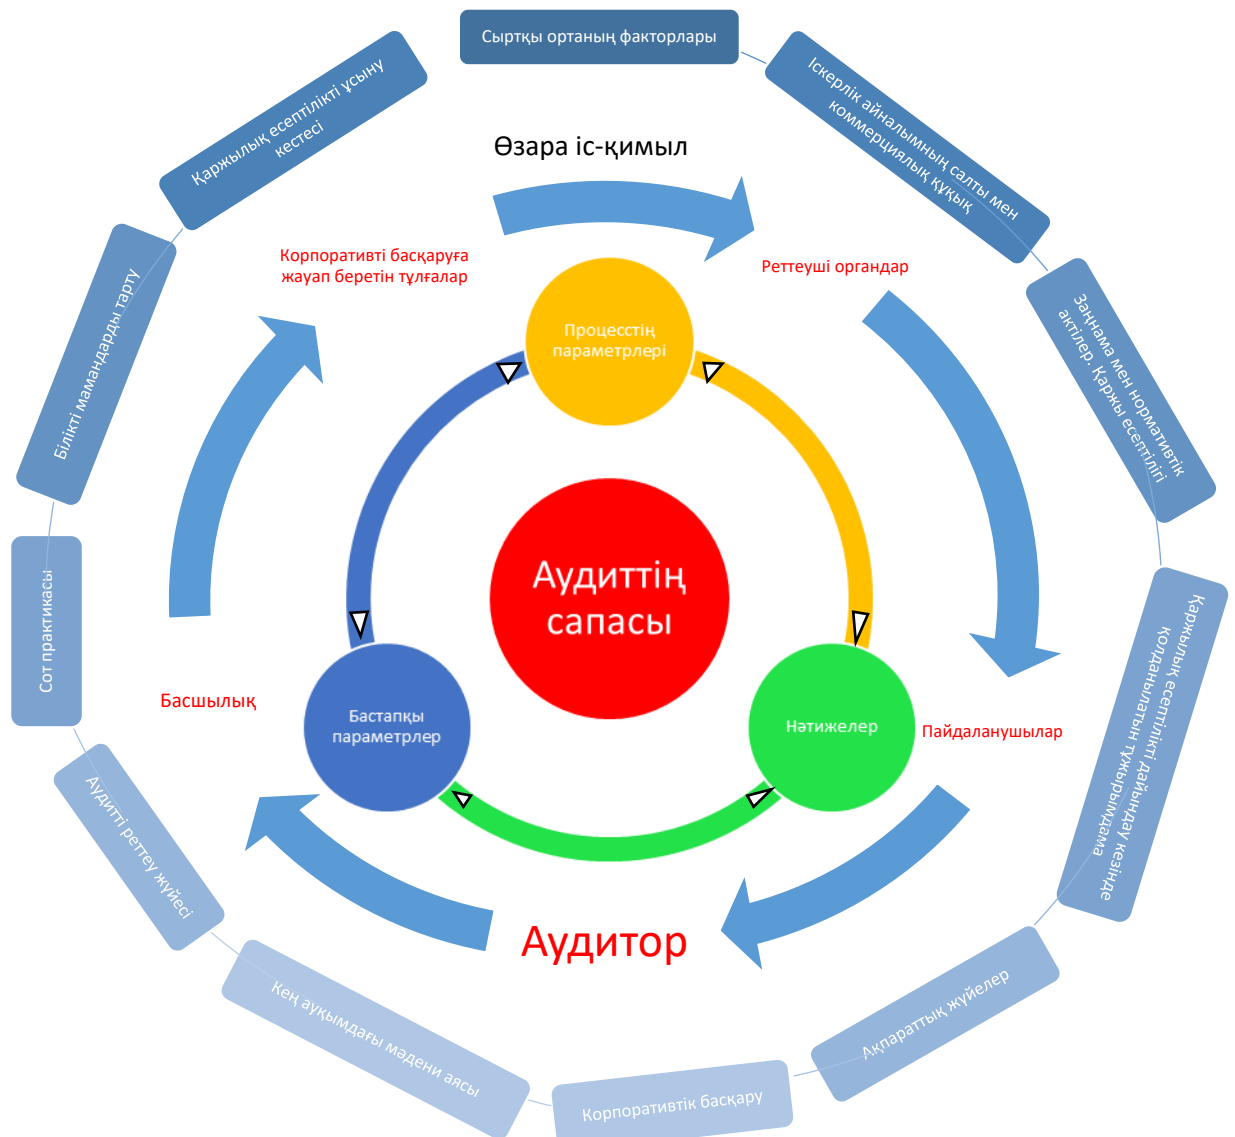 Сыртқы ортаның факторлары
Іскерлік айналымның салты мен
коммерциялық құқық
Заңнама мен нормативтік
актілер. Қаржы есептілігі
Қаржылық есептілікті дайындау кезінде
қолданылатын тұжырымдама
Ақпараттық жүйелер
Корпоративтік басқару
Кең ауқымдағы мәдени аясы
Аудитті реттеу жүйесі
Сот практикасы
Білікті мамандарды тарту
Қаржылық есептілікті ұсыну
кестесі
Өзара іс-қимыл
Корпоративті басқаруға
жауап беретін тұлғалар
Реттеуші органдар
Пайдаланушылар
Аудитор
Басшылық
Процесстің
параметрлері
Нәтижелер
Бастапқы
параметрлер
Аудиттің
сапасы